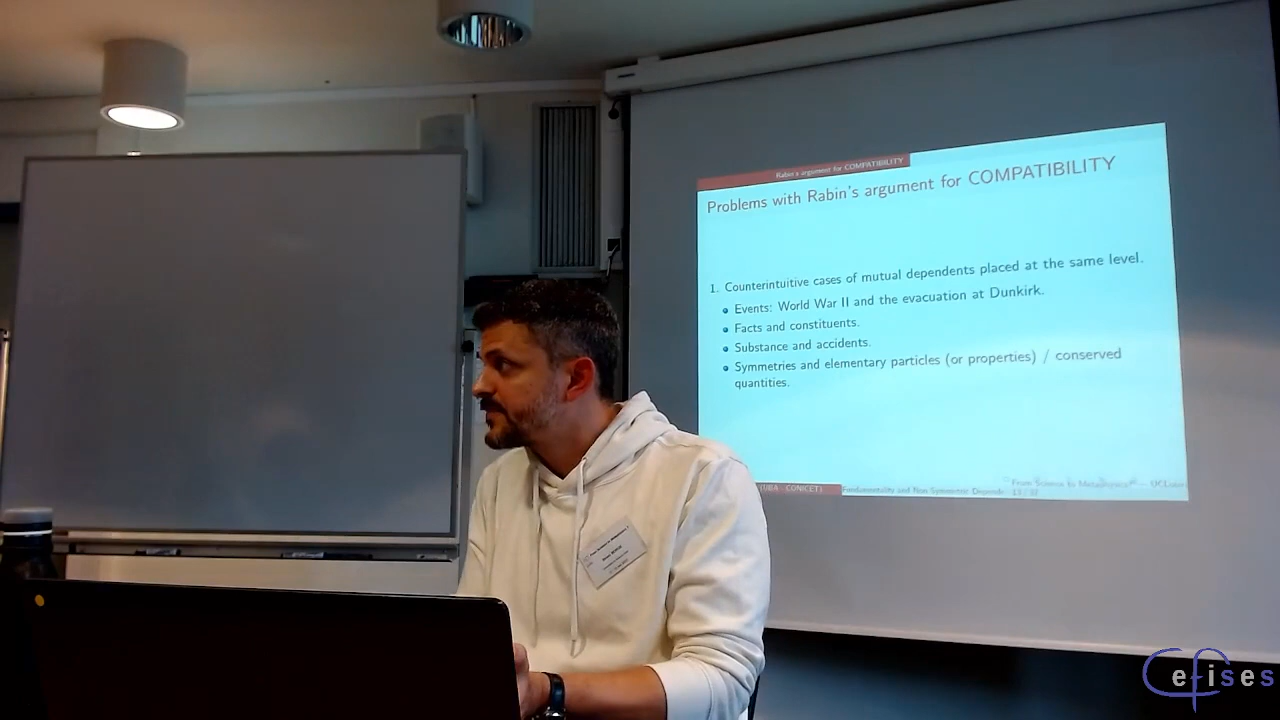 Rabin's argument for COMPATIBILITY
Problems with Rabin's argument for COMPATIBILITY
1. Counterintuitive cases of mutual dependents placed at the same level.
Events: World War II and the evacuation at Dunkirk.
Facts and constituents.
Substance and accidents.
Symmetries and elementary particles (or properties) / conserved
quantities.
(UBA CONICET) Fundamentality and Non Symmetric "From Science to Metaphysics" — 13 / 32
efises